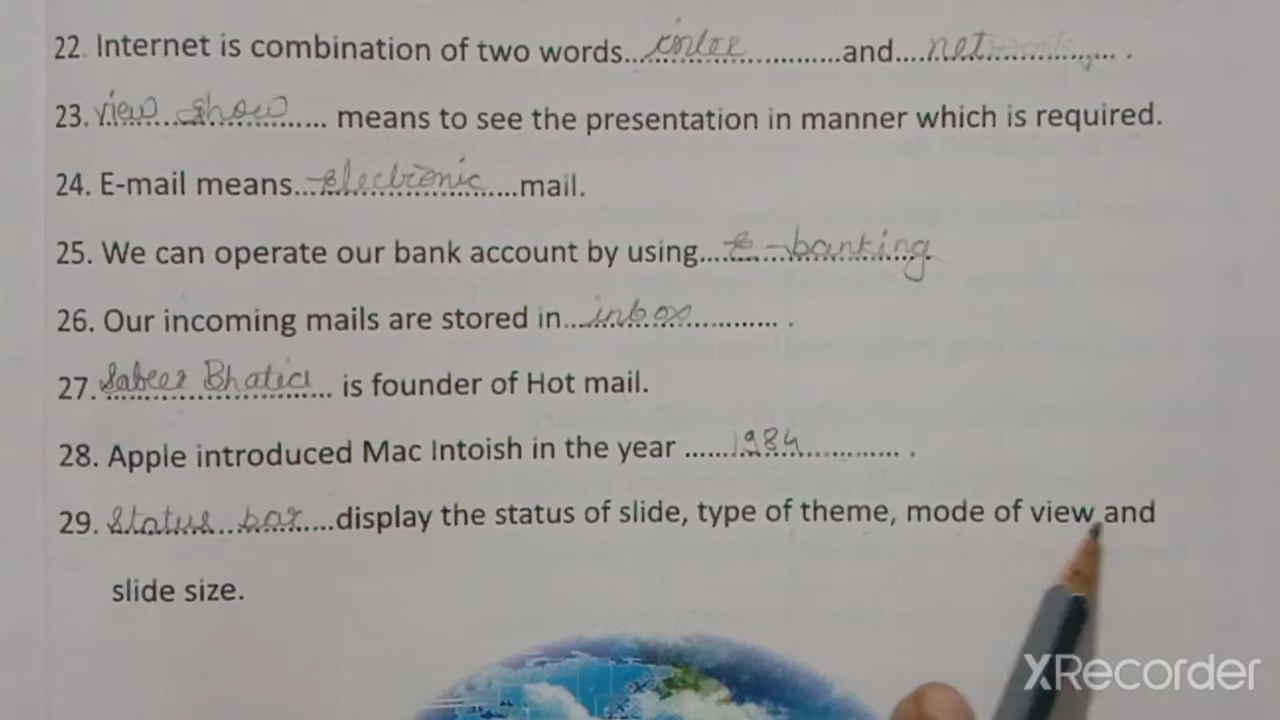 22. Internet is combination of two words....inter............and....net................ .
23. view show............ means to see the presentation in manner which is required.
24. E-mail means...electronic...mail.
25. We can operate our bank account by using....e-banking.
26. Our incoming mails are stored in...inbox............ .
27. Sabeer Bhatia... is founder of Hot mail.
28. Apple introduced Mac Intoish in the year ......1984............ .
29. Status bar.....display the status of slide, type of theme, mode of view and
slide size.
XRecorder